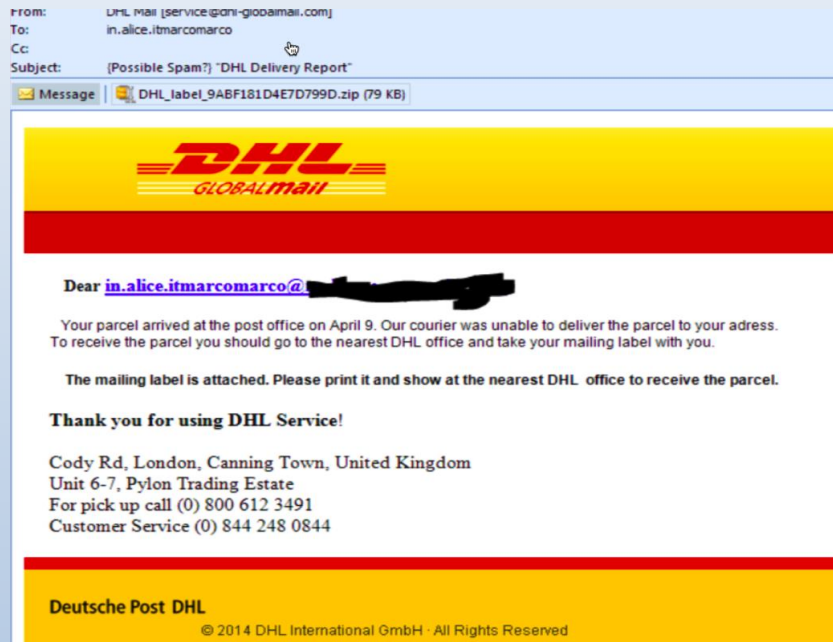 From: DHL Mail [service@dhl-globalmail.com]
To: in.alice.itmarcomarco
Cc:
Subject: {Possible Spam?} "DHL Delivery Report"
Message DHL_label_9ABF181D4E7D799D.zip (79 KB)
DHL
GLOBALmail
Dear in.alice.itmarcomarco@
Your parcel arrived at the post office on April 9. Our courier was unable to deliver the parcel to your adress.
To receive the parcel you should go to the nearest DHL office and take your mailing label with you.
The mailing label is attached. Please print it and show at the nearest DHL office to receive the parcel.
Thank you for using DHL Service!
Cody Rd, London, Canning Town, United Kingdom
Unit 6-7, Pylon Trading Estate
For pick up call (0) 800 612 3491
Customer Service (0) 844 248 0844
Deutsche Post DHL
© 2014 DHL International GmbH · All Rights Reserved